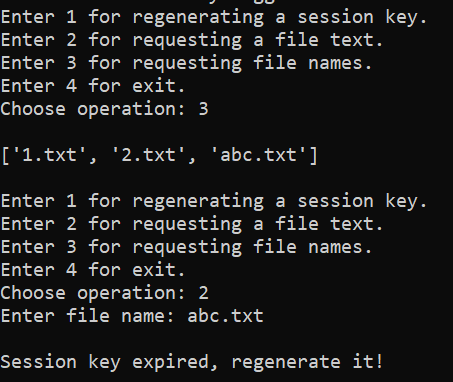 Enter 1 for regenerating a session key.
Enter 2 for requesting a file text.
Enter 3 for requesting file names.
Enter 4 for exit.
Choose operation: 3
['1.txt', '2.txt', 'abc.txt']
Enter 1 for regenerating a session key.
Enter 2 for requesting a file text.
Enter 3 for requesting file names.
Enter 4 for exit.
Choose operation: 2
Enter file name: abc.txt
Session key expired, regenerate it!